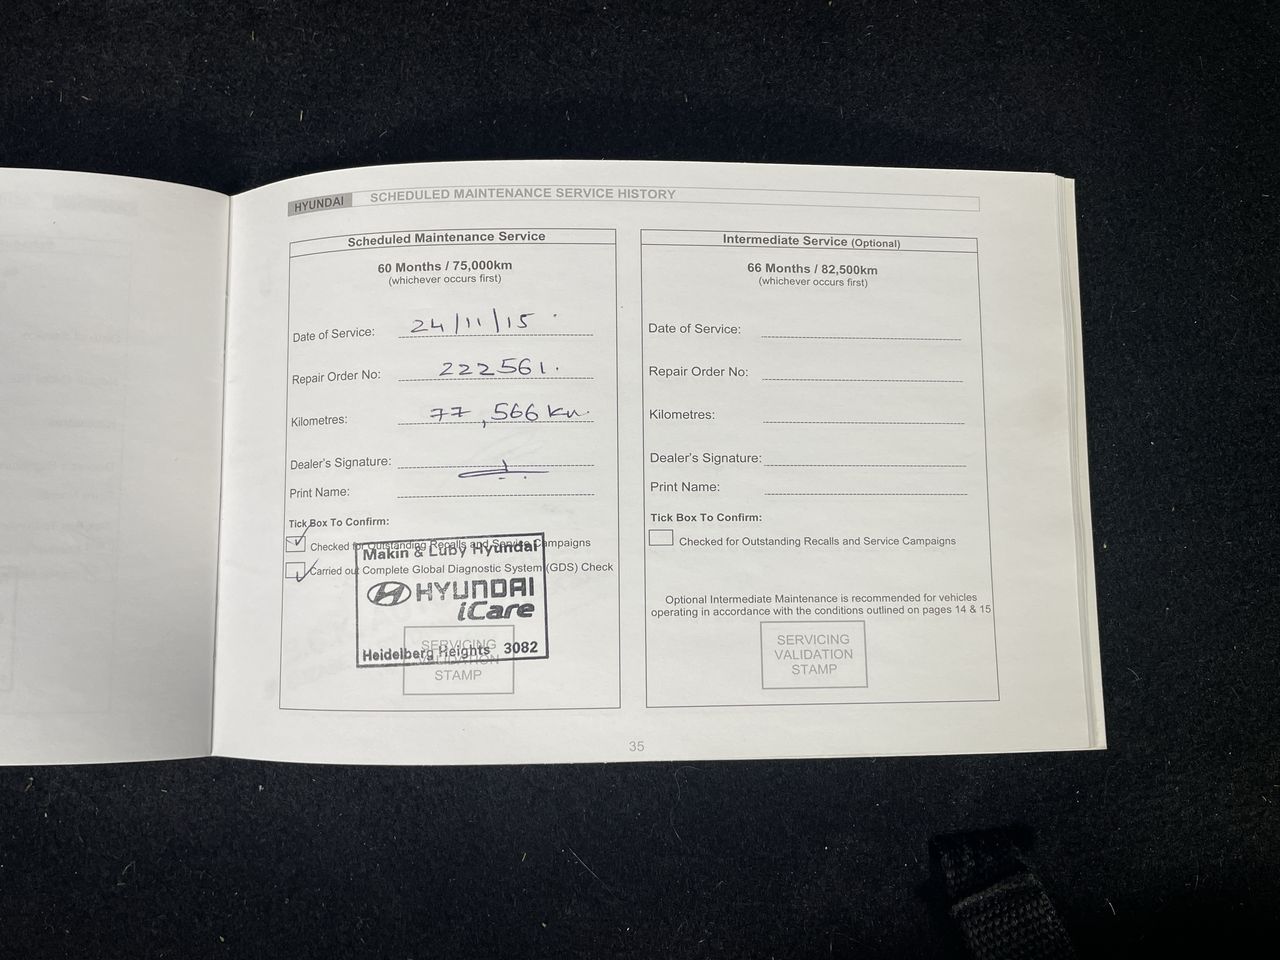 HYUNDAI SCHEDULED MAINTENANCE SERVICE HISTORY
Scheduled Maintenance Service
60 Months / 75,000km
(whichever occurs first)
Date of Service: 24/11/15
Repair Order No: 222561.
Kilometres: 77,566 km
Dealer's Signature:
Print Name:
Tick Box To Confirm:
Checked for Outstanding Recalls and Service Campaigns
Carried out Complete Global Diagnostic System (GDS) Check
Makin & Luby Hyundai
HYUNDAI
iCare
Heidelberg Heights 3082
SERVICING
VALIDATION
STAMP
Intermediate Service (Optional)
66 Months / 82,500km
(whichever occurs first)
Date of Service:
Repair Order No:
Kilometres:
Dealer's Signature:
Print Name:
Tick Box To Confirm:
Checked for Outstanding Recalls and Service Campaigns
Optional Intermediate Maintenance is recommended for vehicles
operating in accordance with the conditions outlined on pages 14 & 15
SERVICING
VALIDATION
STAMP
35